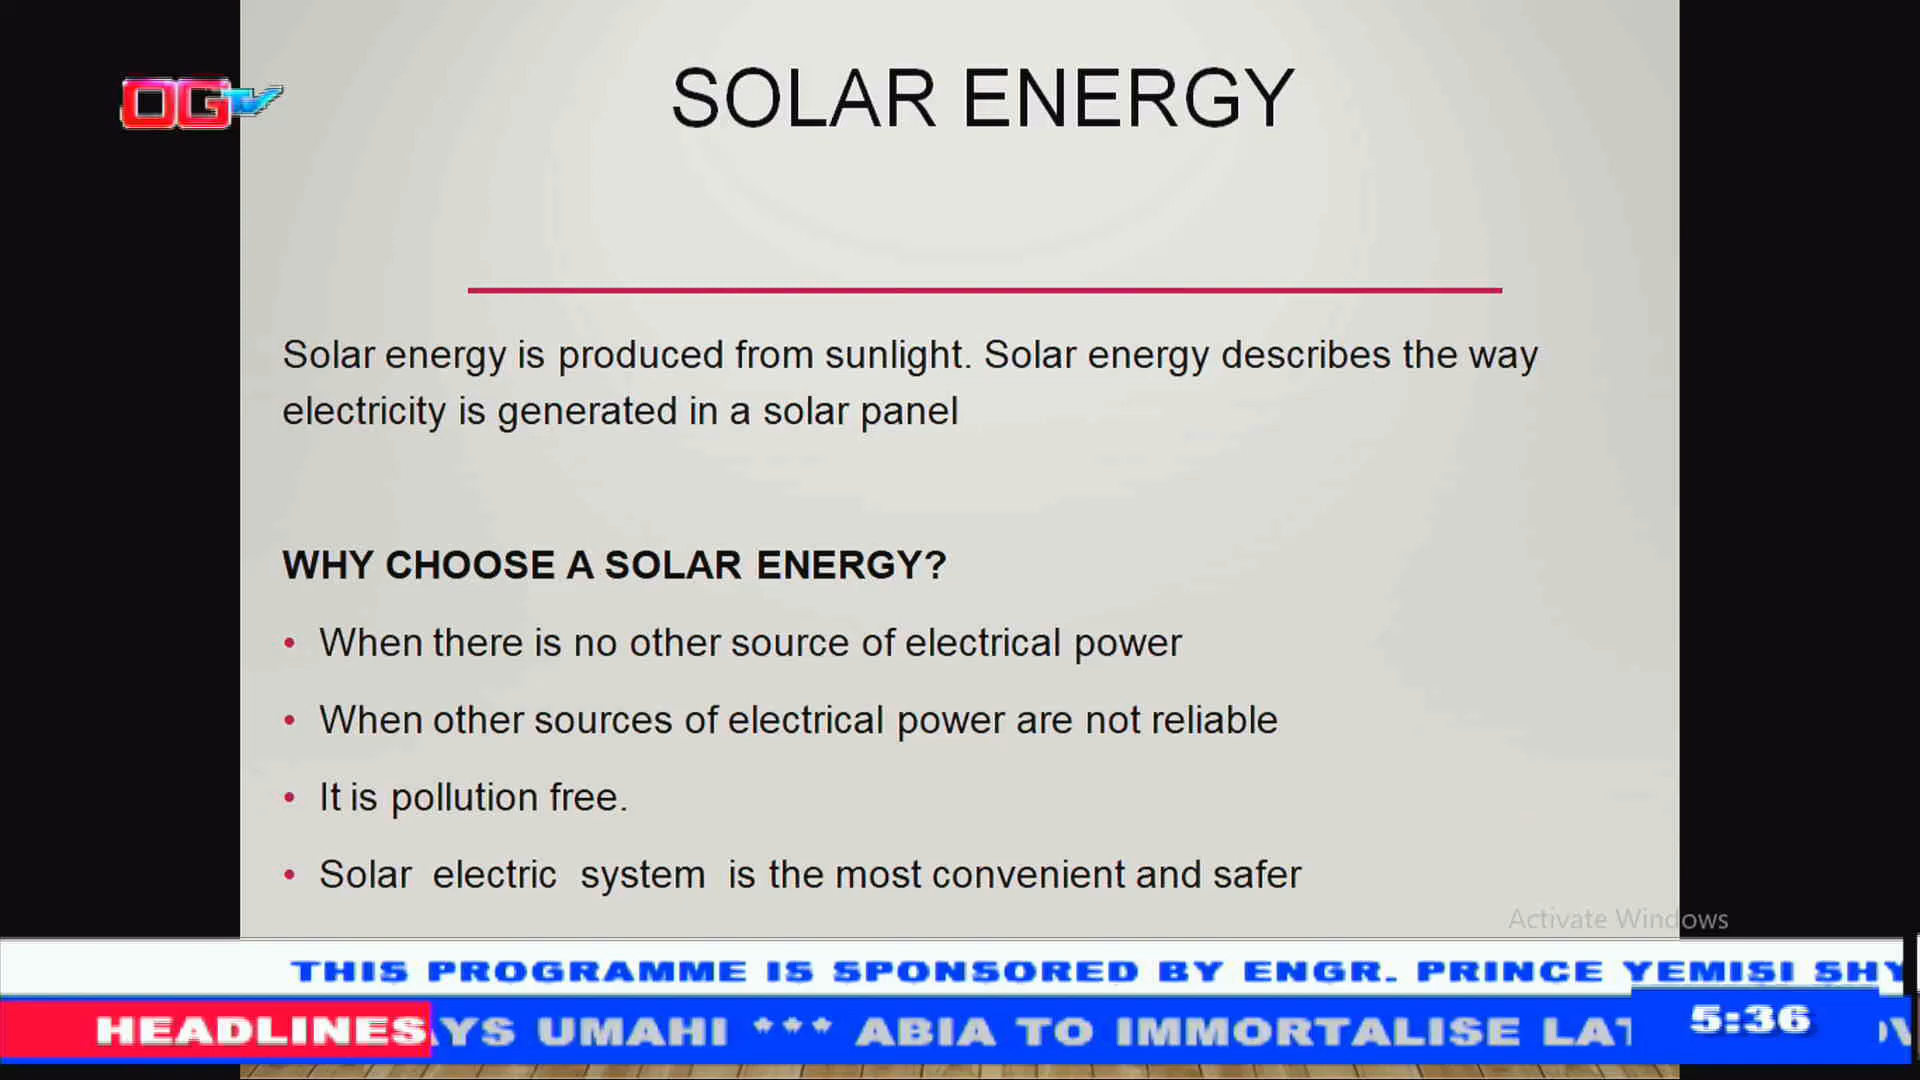 OGTV
SOLAR ENERGY
Solar energy is produced from sunlight. Solar energy describes the way
electricity is generated in a solar panel
WHY CHOOSE A SOLAR ENERGY?
• When there is no other source of electrical power
• When other sources of electrical power are not reliable
• It is pollution free.
• Solar electric system is the most convenient and safer
Activate Windows
THIS PROGRAMME IS SPONSORED BY ENGR. PRINCE YEMISI SHY
HEADLINES YS UMAHI *** ABIA TO IMMORTALISE LAT 5:36